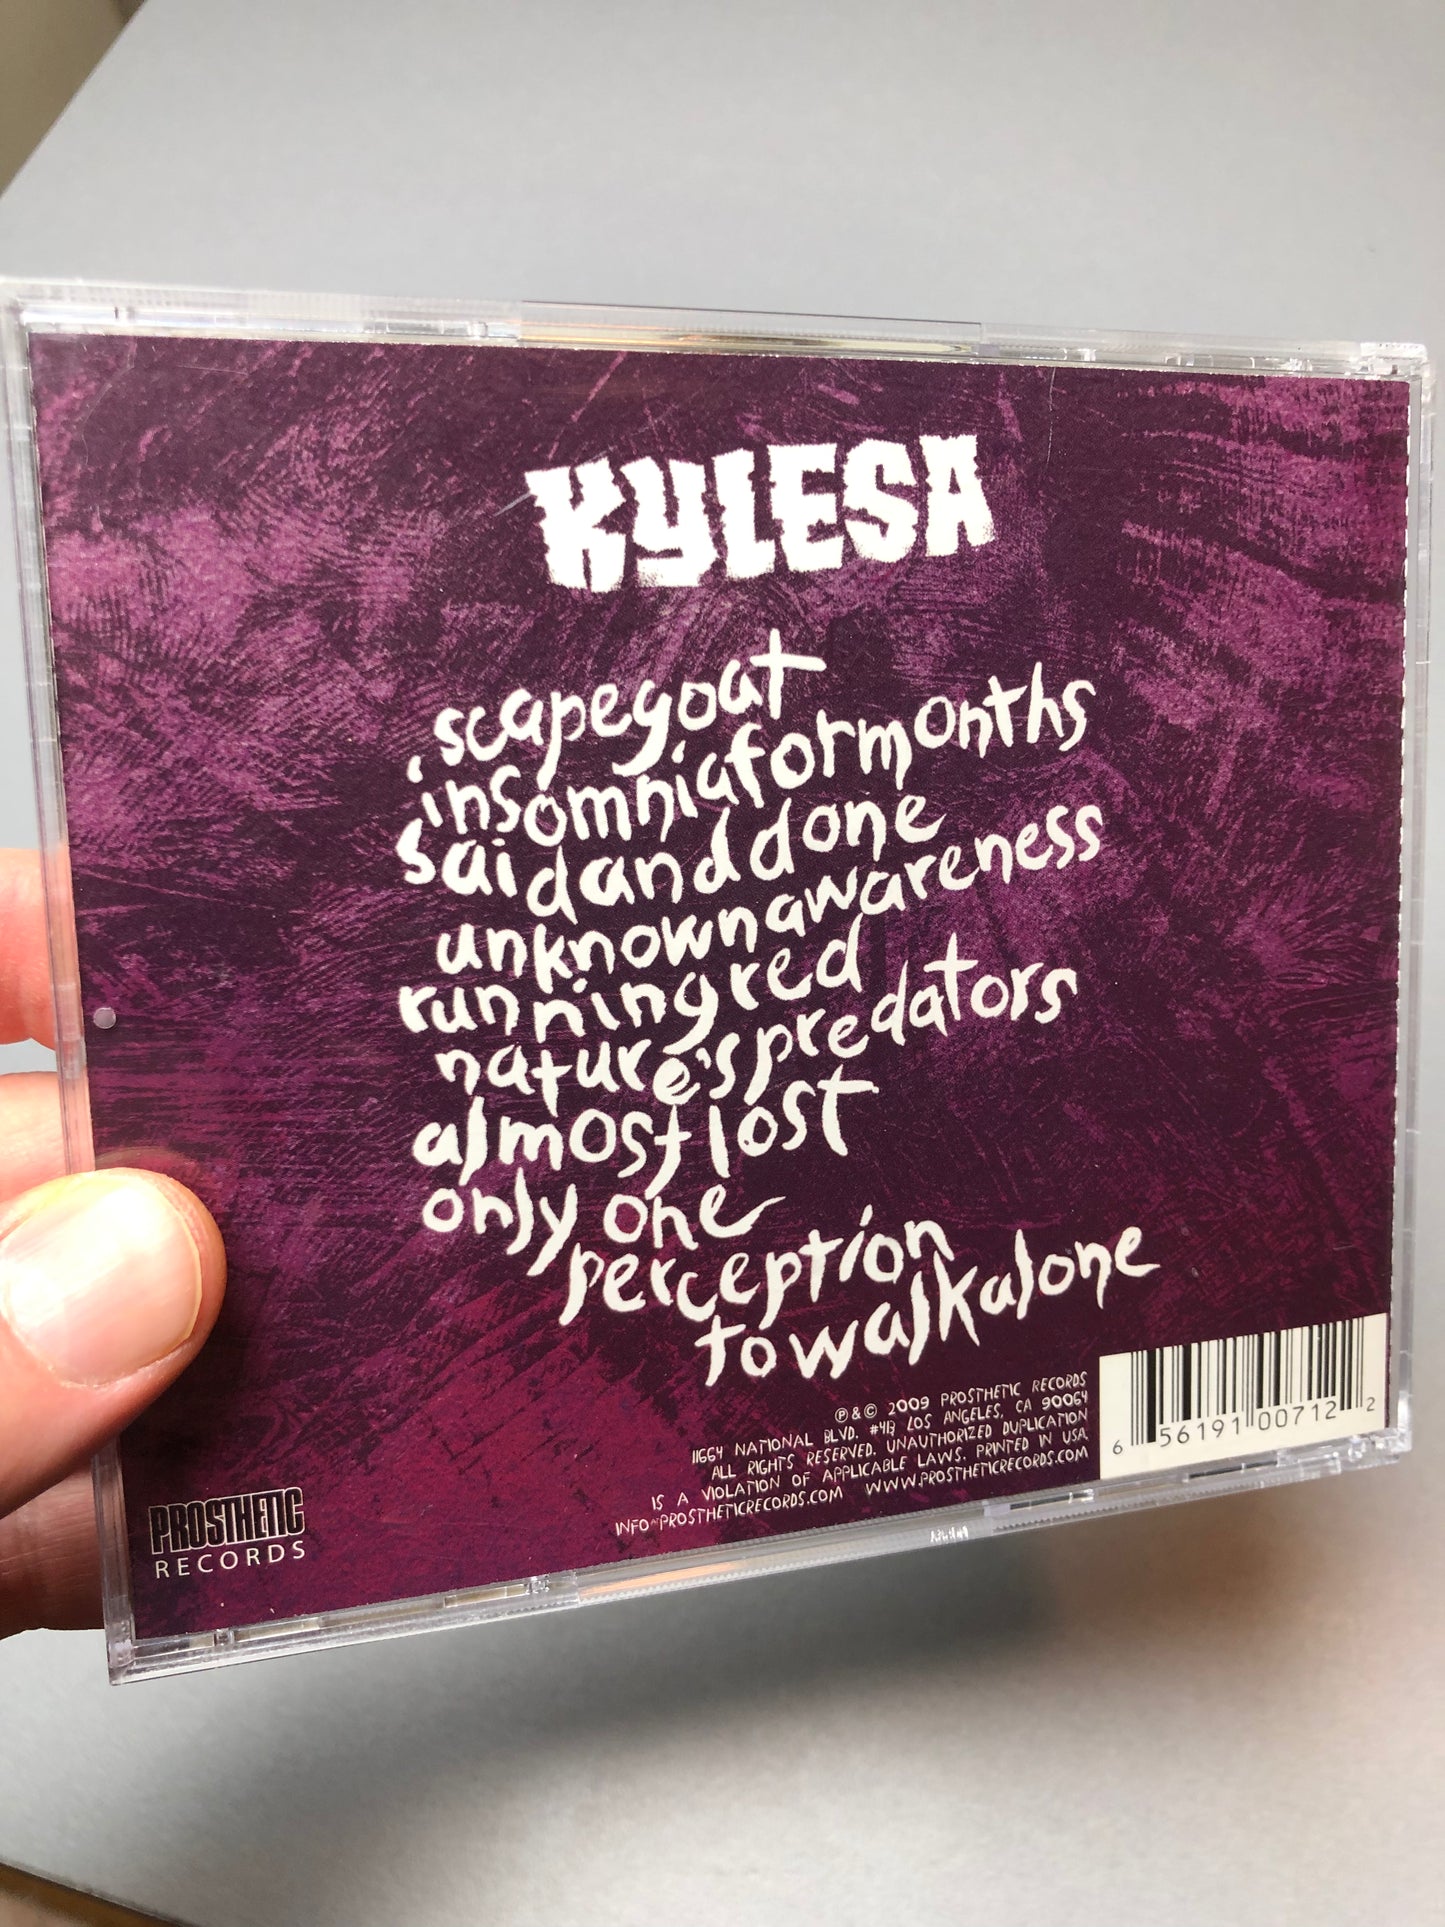 KYLESA
scapegoat
insomniaformonths
saidanddone
unknownawareness
runningred
nature'spredators
almostlost
only one
perception
towalkalone
℗ & © 2009 PROSTHETIC RECORDS
11664 NATIONAL BLVD. #413 LOS ANGELES, CA 90064
ALL RIGHTS RESERVED. UNAUTHORIZED DUPLICATION
IS A VIOLATION OF APPLICABLE LAWS. PRINTED IN USA.
INFO@PROSTHETICRECORDS.COM WWW.PROSTHETICRECORDS.COM
6 56191 00712 2
PROSTHETIC
RECORDS